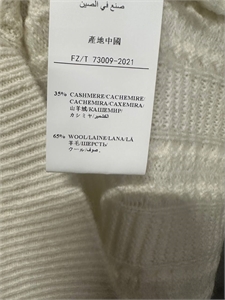 صنع في الصين
產地中國
FZ/T 73009-2021
35% CASHMERE/CACHEMIRE/
CACHEMIRA/CAXEMIRA/
山羊絨/КАШЕМИР/
カシミヤ/الكشمير/
65% WOOL/LAINE/LANA/LÃ
羊毛/ШЕРСТЬ/
ウール/صوف/